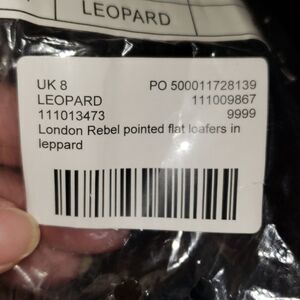 LEOPARD
UK 8 PO 500011728139
LEOPARD 111009867
111013473 9999
London Rebel pointed flat loafers in
leppard